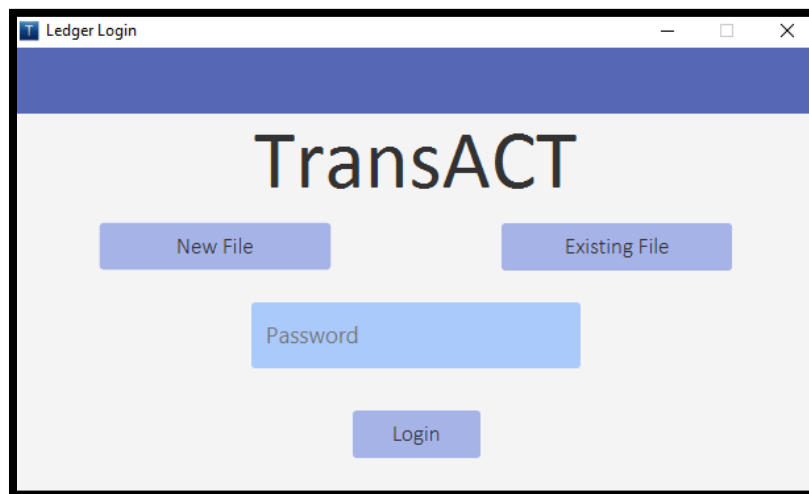 T Ledger Login
TransACT
New File Existing File
Password
Login